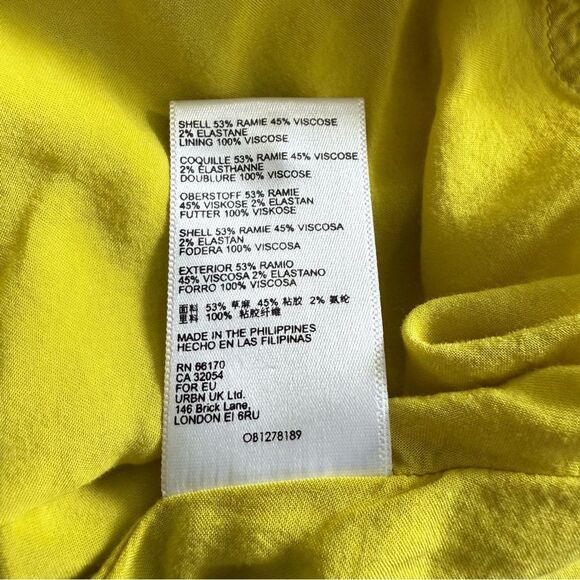 SHELL 53% RAMIE 45% VISCOSE
2% ELASTANE
LINING 100% VISCOSE
COQUILLE 53% RAMIE 45% VISCOSE
2% ÉLASTHANNE
DOUBLURE 100% VISCOSE
OBERSTOFF 53% RAMIE
45% VISKOSE 2% ELASTAN
FUTTER 100% VISKOSE
SHELL 53% RAMIE 45% VISCOSA
2% ELASTAN
FODERA 100% VISCOSA
EXTERIOR 53% RAMIO
45% VISCOSA 2% ELASTANO
FORRO 100% VISCOSA
面料 53% 苧麻 45% 粘胶 2% 氨纶
里料 100% 粘胶纤维
MADE IN THE PHILIPPINES
HECHO EN LAS FILIPINAS
RN 66170
CA 32054
FOR EU
URBN UK Ltd.
146 Brick Lane,
LONDON EI 6RU
OB1278189